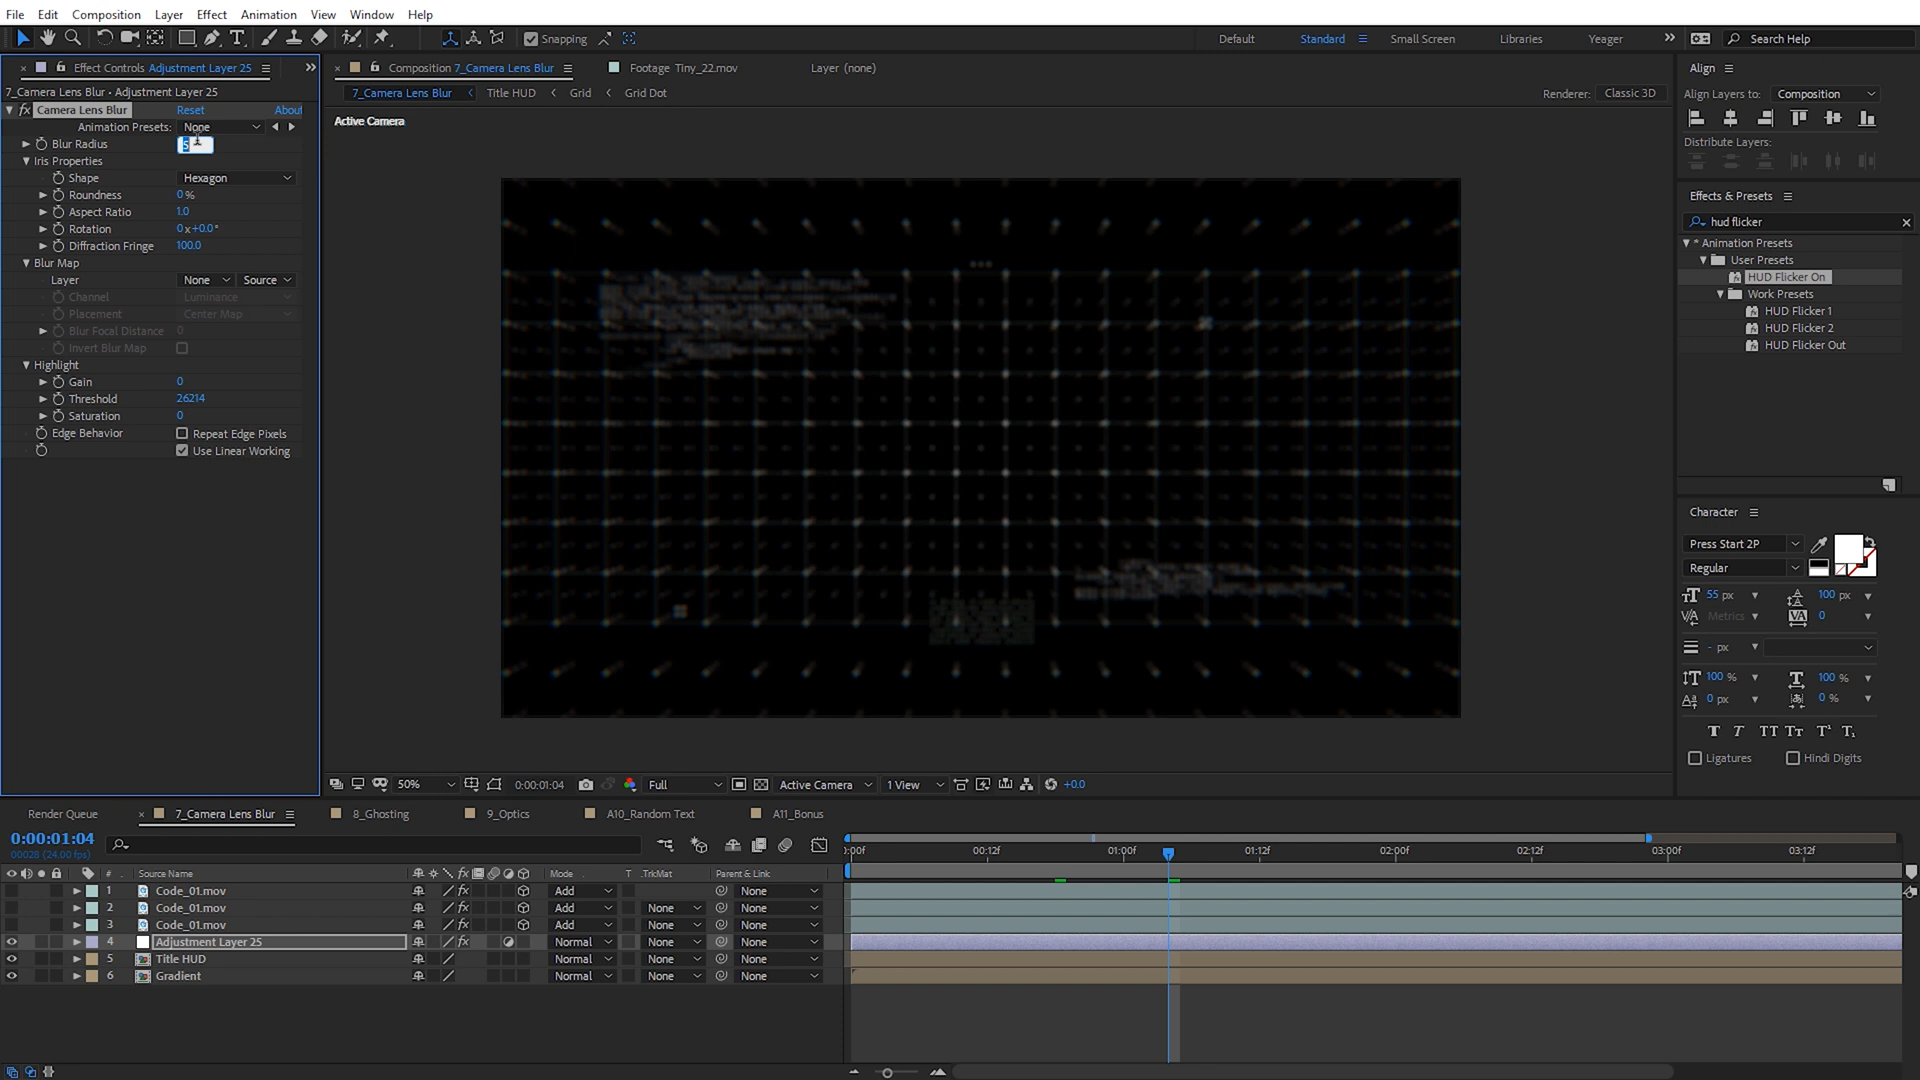 File Edit Composition Layer Effect Animation View Window Help
Snapping Default Standard Small Screen Libraries Yeager Search Help
Effect Controls Adjustment Layer 25
7_Camera Lens Blur • Adjustment Layer 25
fx Camera Lens Blur Reset About
Animation Presets: None
Blur Radius 5
Iris Properties
Shape Hexagon
Roundness 0 %
Aspect Ratio 1.0
Rotation 0 x +0.0°
Diffraction Fringe 100.0
Blur Map
Layer None Source
Channel Luminance
Placement Center Map
Blur Focal Distance 0
Invert Blur Map
Highlight
Gain 0
Threshold 26214
Saturation 0
Edge Behavior Repeat Edge Pixels
Use Linear Working
Composition 7_Camera Lens Blur Footage Tiny_22.mov Layer (none)
7_Camera Lens Blur Title HUD Grid Grid Dot Renderer: Classic 3D
Active Camera
50% 0:00:01:04 Full Active Camera 1 View +0.0
Align
Align Layers to: Composition
Distribute Layers:
Effects & Presets
hud flicker
* Animation Presets
User Presets
HUD Flicker On
Work Presets
HUD Flicker 1
HUD Flicker 2
HUD Flicker Out
Character
Press Start 2P
Regular
55 px 100 px
Metrics 0
- px
100 % 100 %
0 px 0 %
Ligatures Hindi Digits
Render Queue 7_Camera Lens Blur 8_Ghosting 9_Optics A10_Random Text A11_Bonus
0:00:01:04
00028 (24.00 fps)
:00f 00:12f 01:00f 01:12f 02:00f 02:12f 03:00f 03:12f
# Source Name fx Mode T .TrkMat Parent & Link
1 Code_01.mov fx Add None
2 Code_01.mov fx Add None None
3 Code_01.mov fx Add None None
4 Adjustment Layer 25 fx Normal None None
5 Title HUD Normal None None
6 Gradient Normal None None